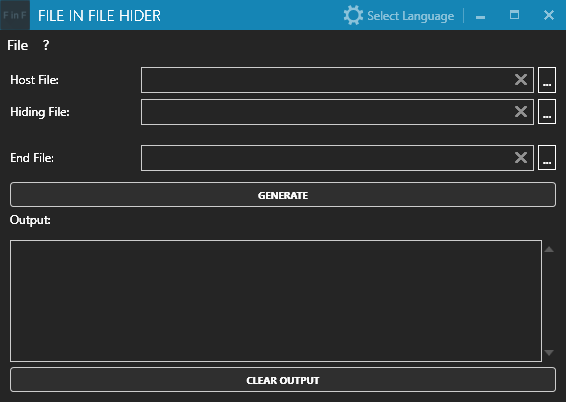 F in F FILE IN FILE HIDER Select Language
File ?
Host File: ...
Hiding File: ...
End File: ...
GENERATE
Output:
CLEAR OUTPUT